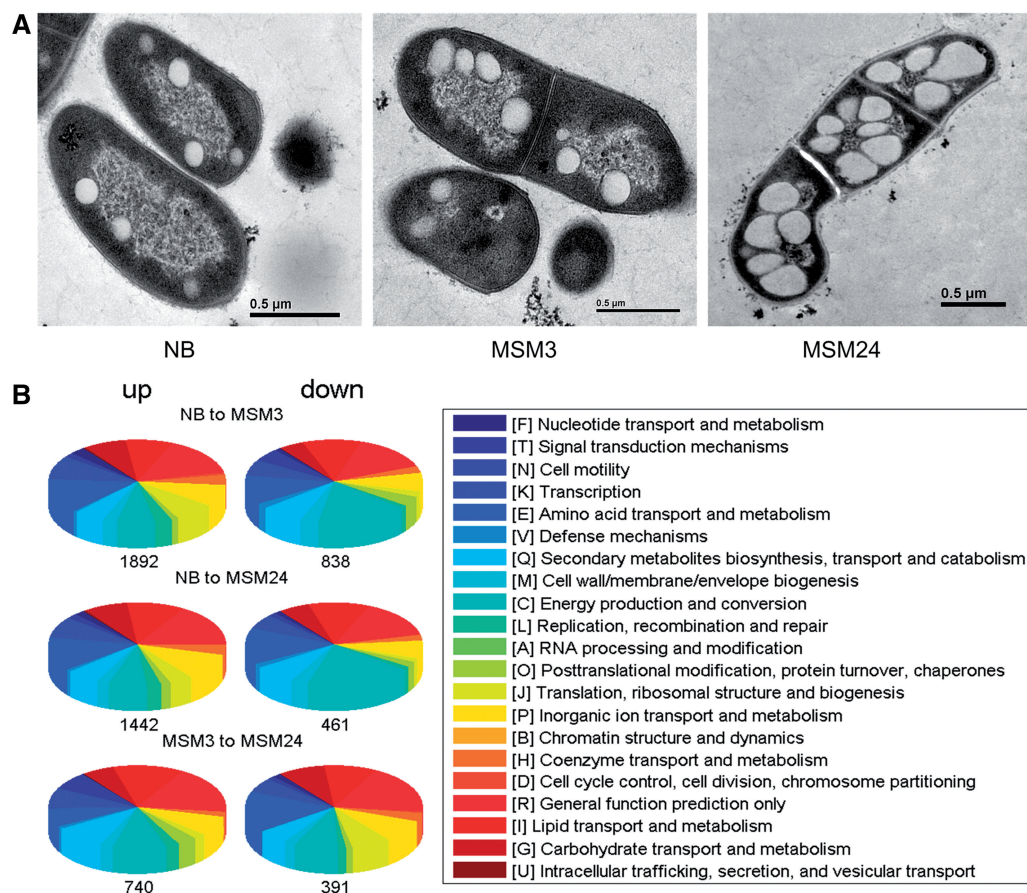 A
0.5 µm
0.5 µm
0.5 µm
NB
MSM3
MSM24
B
up
down
NB to MSM3
1892
838
NB to MSM24
1442
461
MSM3 to MSM24
740
391
[F] Nucleotide transport and metabolism
[T] Signal transduction mechanisms
[N] Cell motility
[K] Transcription
[E] Amino acid transport and metabolism
[V] Defense mechanisms
[Q] Secondary metabolites biosynthesis, transport and catabolism
[M] Cell wall/membrane/envelope biogenesis
[C] Energy production and conversion
[L] Replication, recombination and repair
[A] RNA processing and modification
[O] Posttranslational modification, protein turnover, chaperones
[J] Translation, ribosomal structure and biogenesis
[P] Inorganic ion transport and metabolism
[B] Chromatin structure and dynamics
[H] Coenzyme transport and metabolism
[D] Cell cycle control, cell division, chromosome partitioning
[R] General function prediction only
[I] Lipid transport and metabolism
[G] Carbohydrate transport and metabolism
[U] Intracellular trafficking, secretion, and vesicular transport